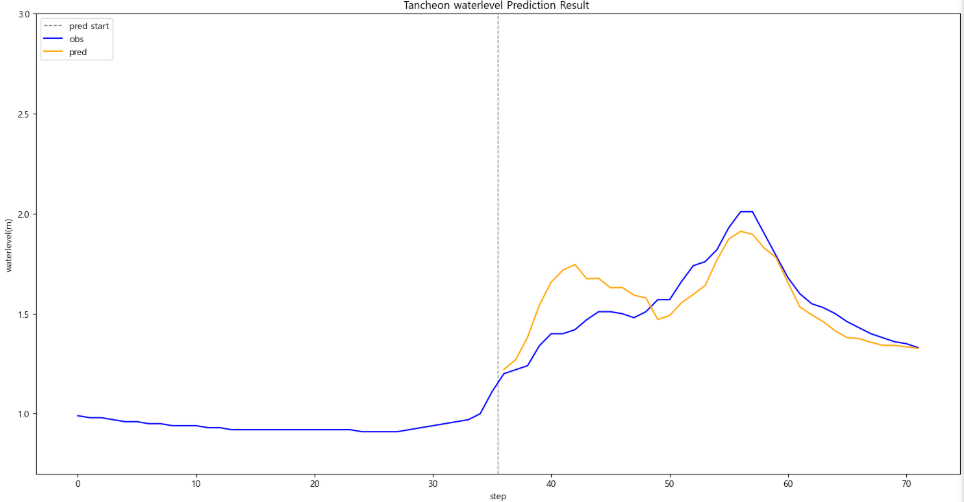 Tancheon waterlevel Prediction Result
pred start
obs
pred
waterlevel(m)
3.0
2.5
2.0
1.5
1.0
0 10 20 30 40 50 60 70
step